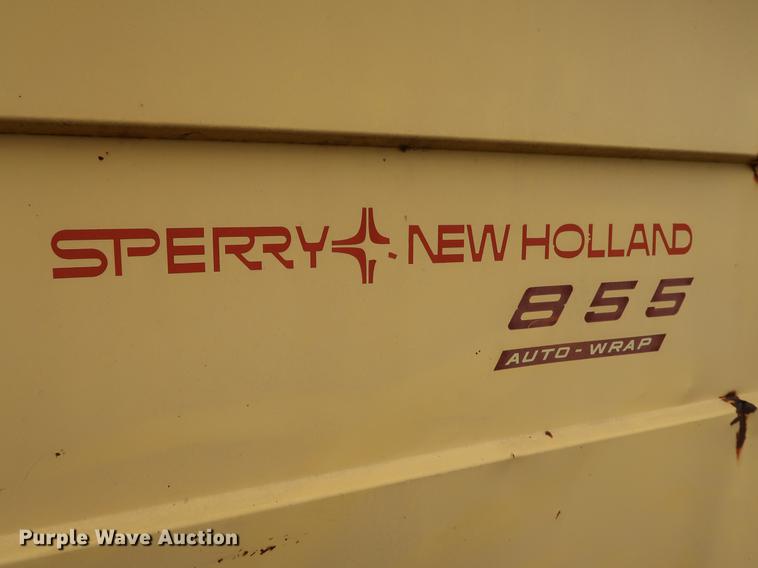 SPERRY NEW HOLLAND
855
AUTO-WRAP
Purple Wave Auction